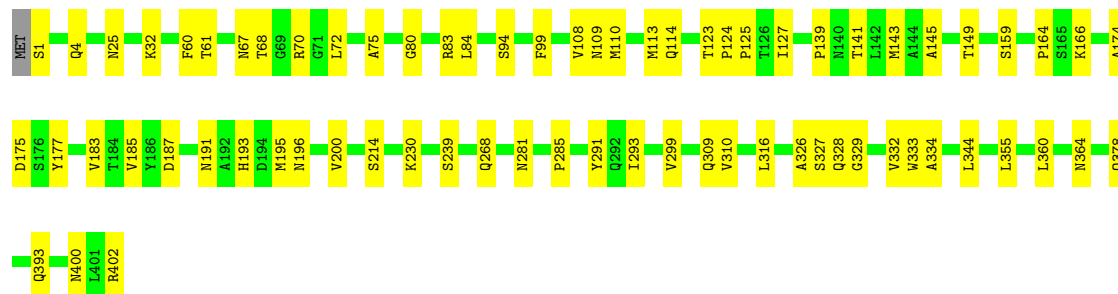 MET S1 Q4 N25 K32 F60 T61 N67 T68 G69 R70 G71 L72 A75 G80 R83 L84 S94 F99 V108 N109 M110 M113 Q114 T123 P124 P125 T126 I127 P139 N140 T141 L142 M143 A144 A145 T149 S159 P164 S165 K166 A174
D175 S176 Y177 V183 T184 V185 Y186 D187 N191 A192 H193 D194 M195 N196 V200 S214 K230 S239 Q268 N281 P285 Y291 Q292 I293 V299 Q309 V310 L316 A326 S327 Q328 G329 V332 W333 A334 L344 L355 L360 N364
Q393 N400 L401 R402